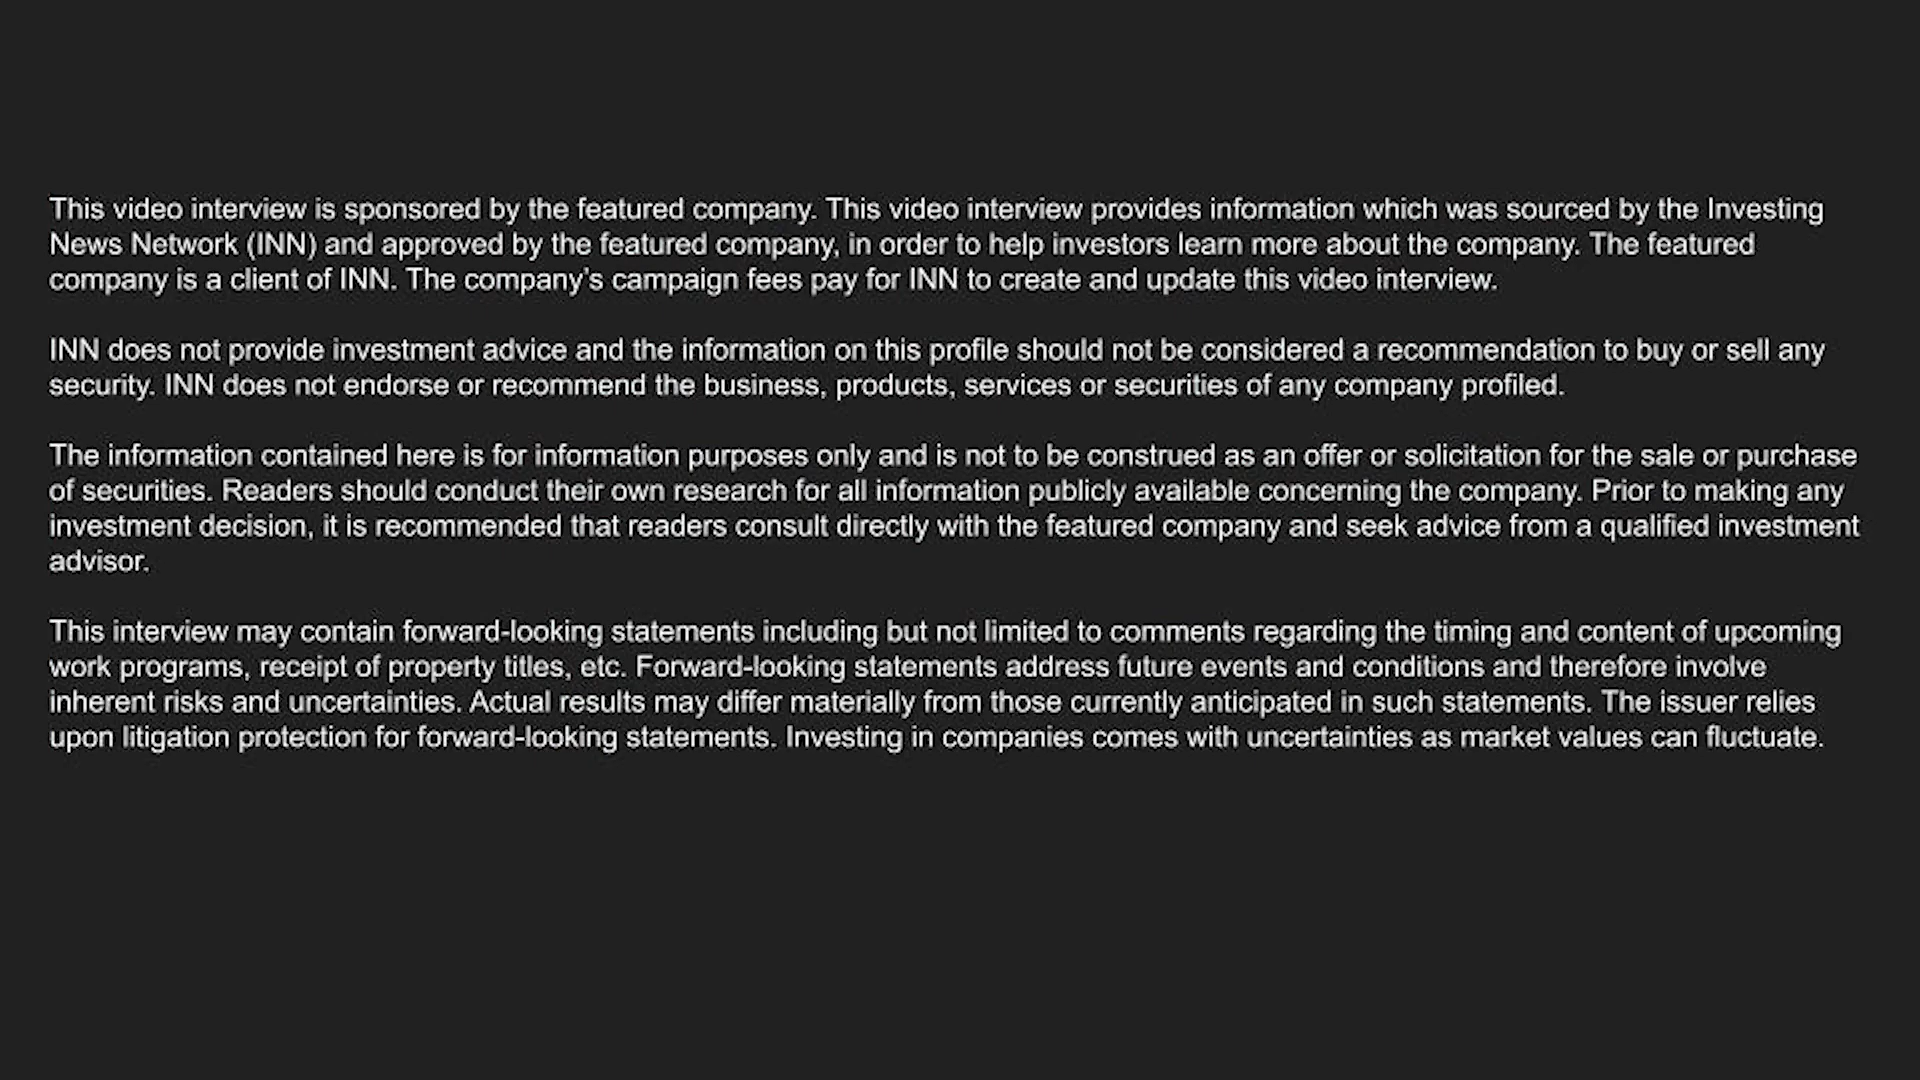 This video interview is sponsored by the featured company. This video interview provides information which was sourced by the Investing
News Network (INN) and approved by the featured company, in order to help investors learn more about the company. The featured
company is a client of INN. The company's campaign fees pay for INN to create and update this video interview.
INN does not provide investment advice and the information on this profile should not be considered a recommendation to buy or sell any
security. INN does not endorse or recommend the business, products, services or securities of any company profiled.
The information contained here is for information purposes only and is not to be construed as an offer or solicitation for the sale or purchase
of securities. Readers should conduct their own research for all information publicly available concerning the company. Prior to making any
investment decision, it is recommended that readers consult directly with the featured company and seek advice from a qualified investment
advisor.
This interview may contain forward-looking statements including but not limited to comments regarding the timing and content of upcoming
work programs, receipt of property titles, etc. Forward-looking statements address future events and conditions and therefore involve
inherent risks and uncertainties. Actual results may differ materially from those currently anticipated in such statements. The issuer relies
upon litigation protection for forward-looking statements. Investing in companies comes with uncertainties as market values can fluctuate.